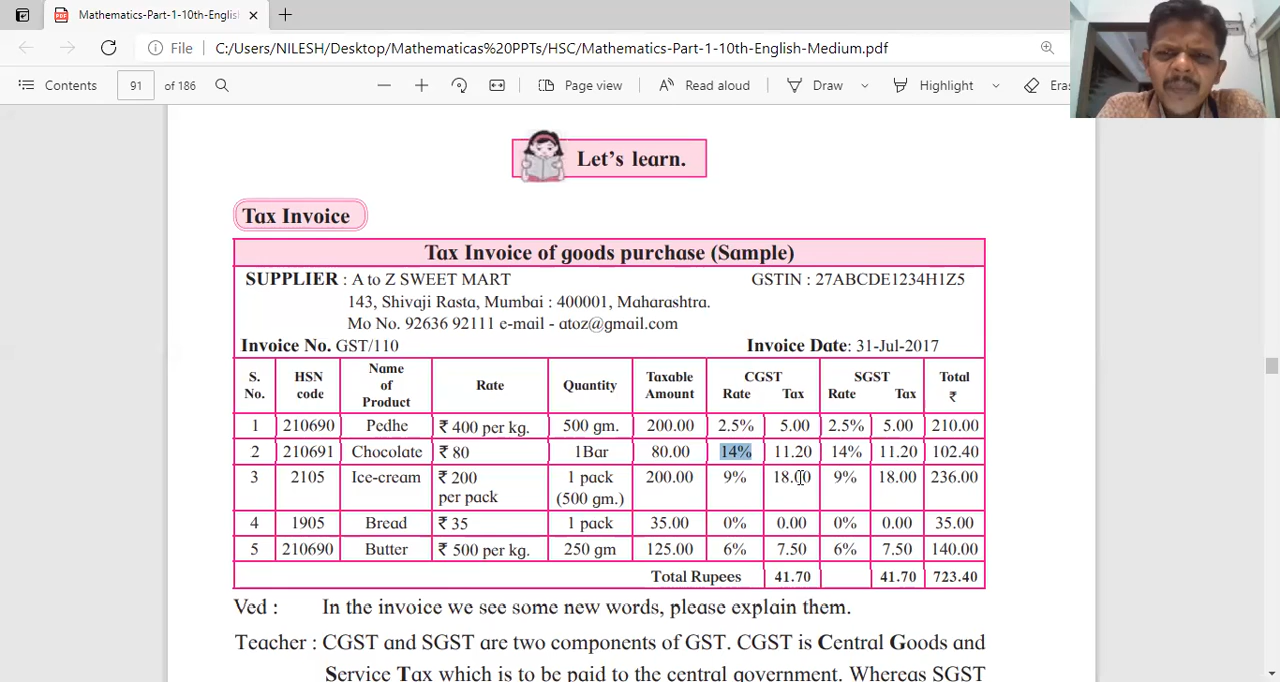 Mathematics-Part-1-10th-Englis
File C:/Users/NILESH/Desktop/Mathematicas%20PPTs/HSC/Mathematics-Part-1-10th-English-Medium.pdf
Contents 91 of 186 Page view Read aloud Draw Highlight Eras
Let's learn.
Tax Invoice
Tax Invoice of goods purchase (Sample)
SUPPLIER : A to Z SWEET MART GSTIN : 27ABCDE1234H1Z5
143, Shivaji Rasta, Mumbai : 400001, Maharashtra.
Mo No. 92636 92111 e-mail - atoz@gmail.com
Invoice No. GST/110 Invoice Date: 31-Jul-2017
S. No. HSN code Name of Product Rate Quantity Taxable Amount CGST Rate Tax SGST Rate Tax Total ₹
1 210690 Pedhe ₹ 400 per kg. 500 gm. 200.00 2.5% 5.00 2.5% 5.00 210.00
2 210691 Chocolate ₹ 80 1Bar 80.00 14% 11.20 14% 11.20 102.40
3 2105 Ice-cream ₹ 200 per pack 1 pack (500 gm.) 200.00 9% 18.00 9% 18.00 236.00
4 1905 Bread ₹ 35 1 pack 35.00 0% 0.00 0% 0.00 35.00
5 210690 Butter ₹ 500 per kg. 250 gm 125.00 6% 7.50 6% 7.50 140.00
Total Rupees 41.70 41.70 723.40
Ved : In the invoice we see some new words, please explain them.
Teacher : CGST and SGST are two components of GST. CGST is Central Goods and
Service Tax which is to be paid to the central government. Whereas SGST